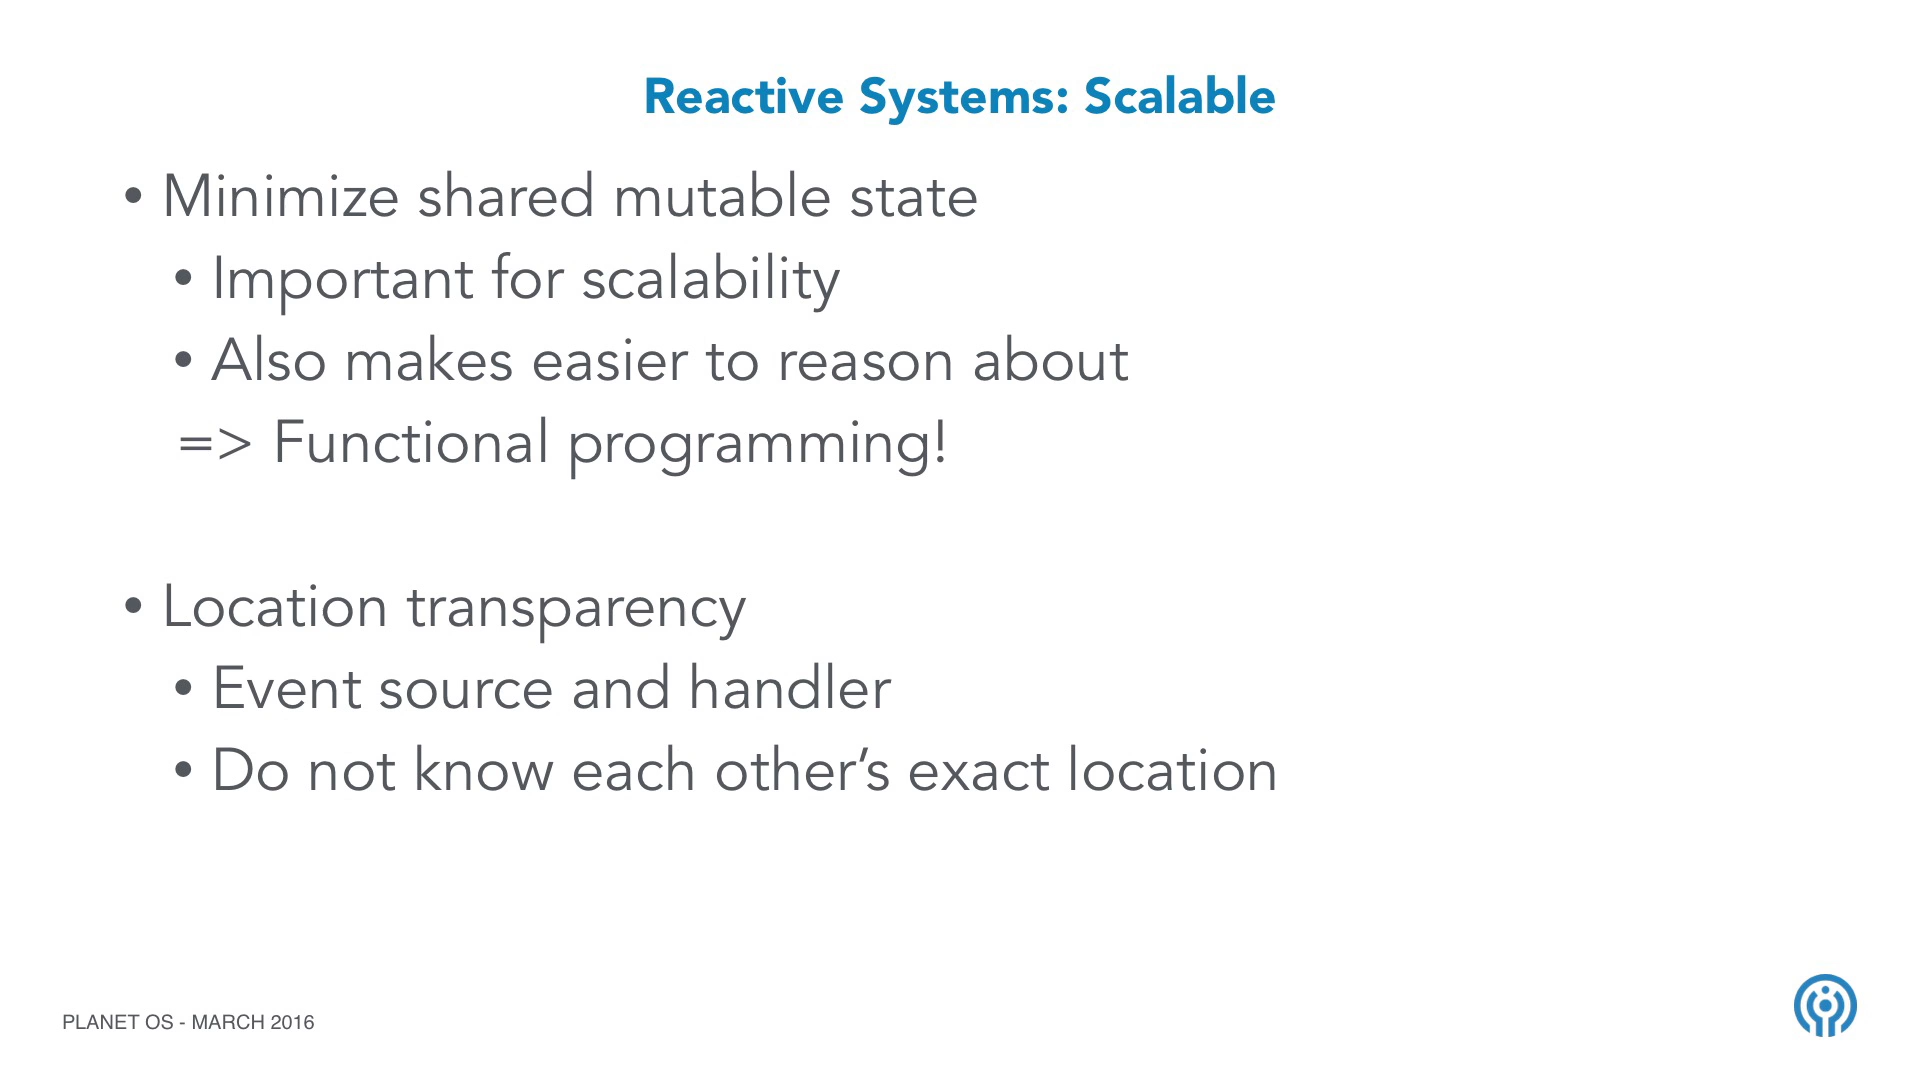 Reactive Systems: Scalable
• Minimize shared mutable state
• Important for scalability
• Also makes easier to reason about
=> Functional programming!
• Location transparency
• Event source and handler
• Do not know each other’s exact location
PLANET OS - MARCH 2016